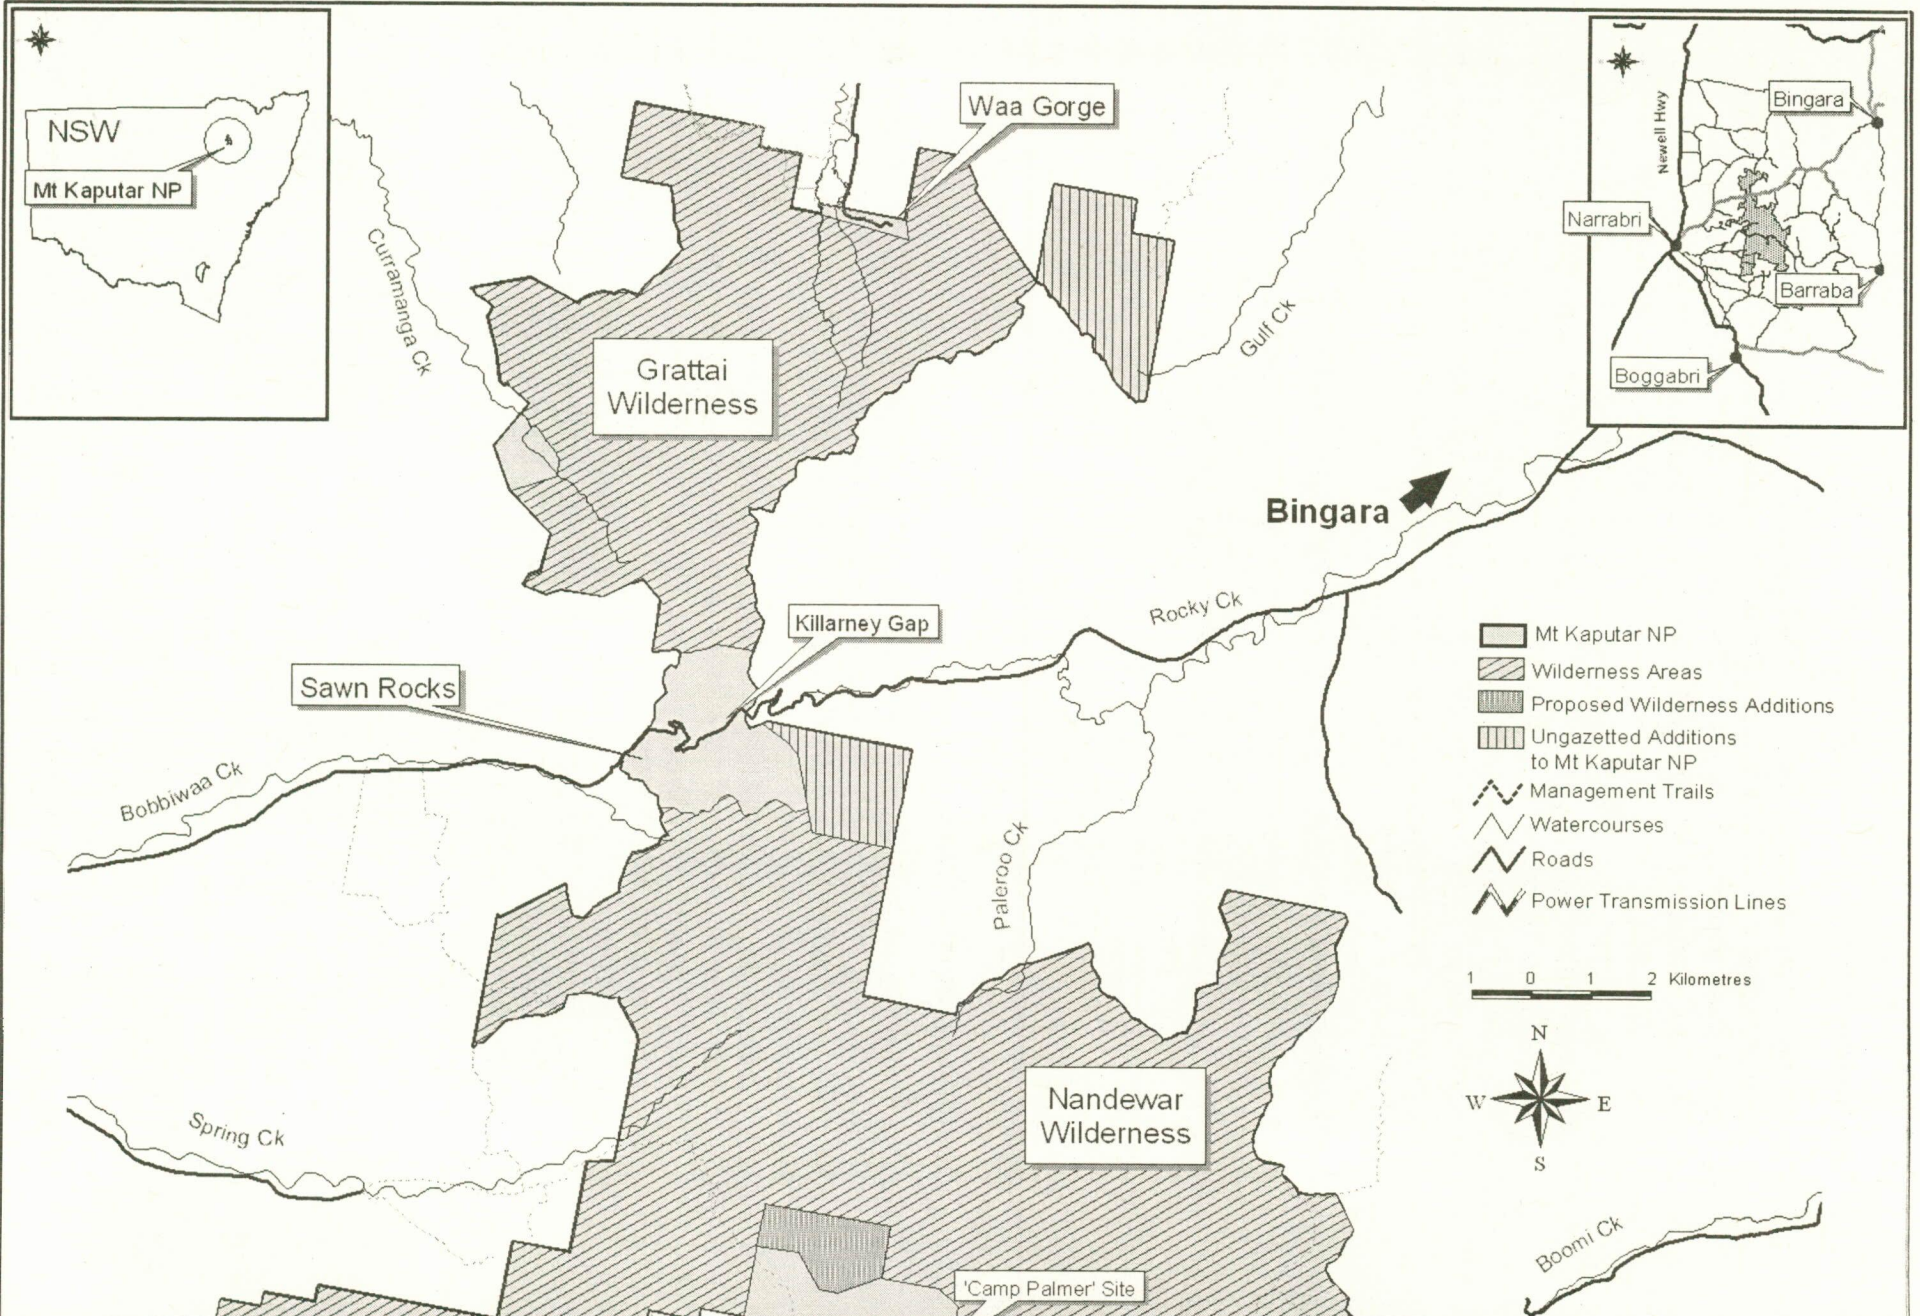 NSW
Mt Kaputar NP
Waa Gorge
Newell Hwy
Bingara
Narrabri
Barraba
Boggabri
Curramanga Ck
Gulf Ck
Grattai
Wilderness
Bingara
Rocky Ck
Killarney Gap
Sawn Rocks
Bobbiwaa Ck
Paleroo Ck
Mt Kaputar NP
Wilderness Areas
Proposed Wilderness Additions
Ungazetted Additions
to Mt Kaputar NP
Management Trails
Watercourses
Roads
Power Transmission Lines
1 0 1 2 Kilometres
N
W E
S
Nandewar
Wilderness
Spring Ck
Boomi Ck
'Camp Palmer' Site